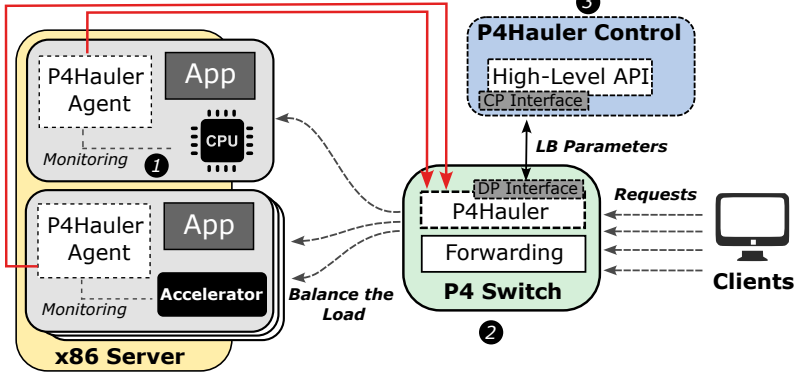 3
P4Hauler Control
High-Level API
CP Interface
LB Parameters
P4Hauler
Agent
App
CPU
Monitoring
1
P4Hauler
Agent
App
Accelerator
Monitoring
x86 Server
Balance the
Load
DP Interface
P4Hauler
Forwarding
P4 Switch
2
Requests
Clients